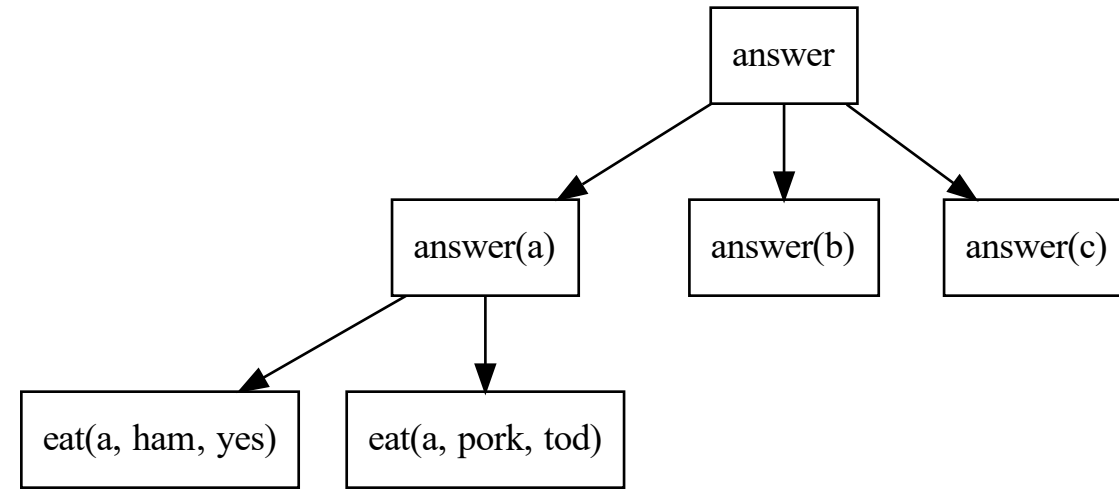 answer
answer(a)
answer(b)
answer(c)
eat(a, ham, yes)
eat(a, pork, tod)